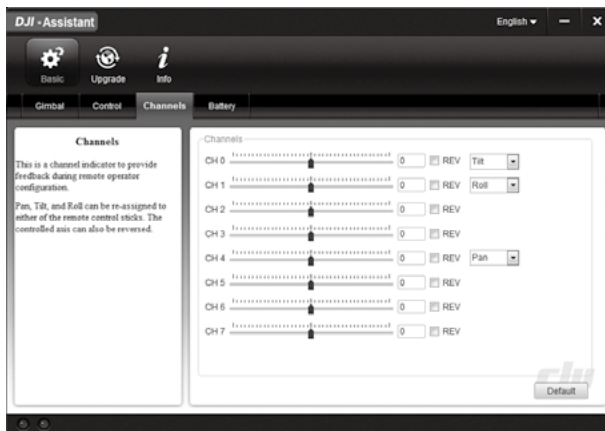 DJI - Assistant
English
Basic
Upgrade
Info
Gimbal Control Channels Battery
Channels
This is a channel indicator to provide
feedback during remote operator
configuration.
Pan, Tilt, and Roll can be re-assigned to
either of the remote control sticks. The
controlled axis can also be reversed.
Channels
CH 0 0 REV Tilt
CH 1 0 REV Roll
CH 2 0 REV
CH 3 0 REV
CH 4 0 REV Pan
CH 5 0 REV
CH 6 0 REV
CH 7 0 REV
dji
Default